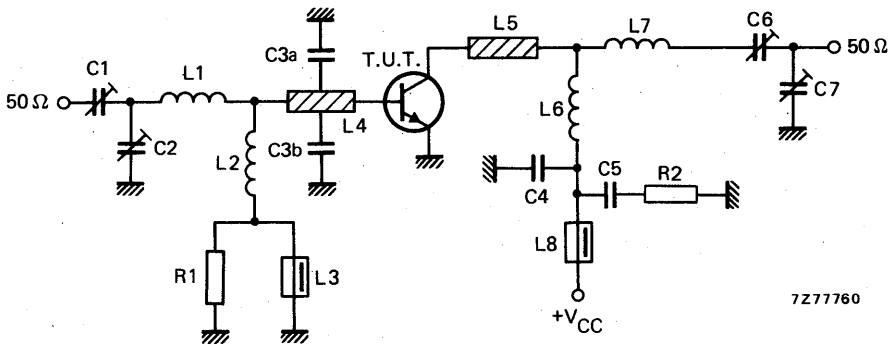 L5
L7
C6
50 Ω
C3a
T.U.T.
C1
L1
50 Ω
C7
L6
L4
C2
L2
C3b
C5
R2
C4
R1
L3
L8
+VCC
7Z77760